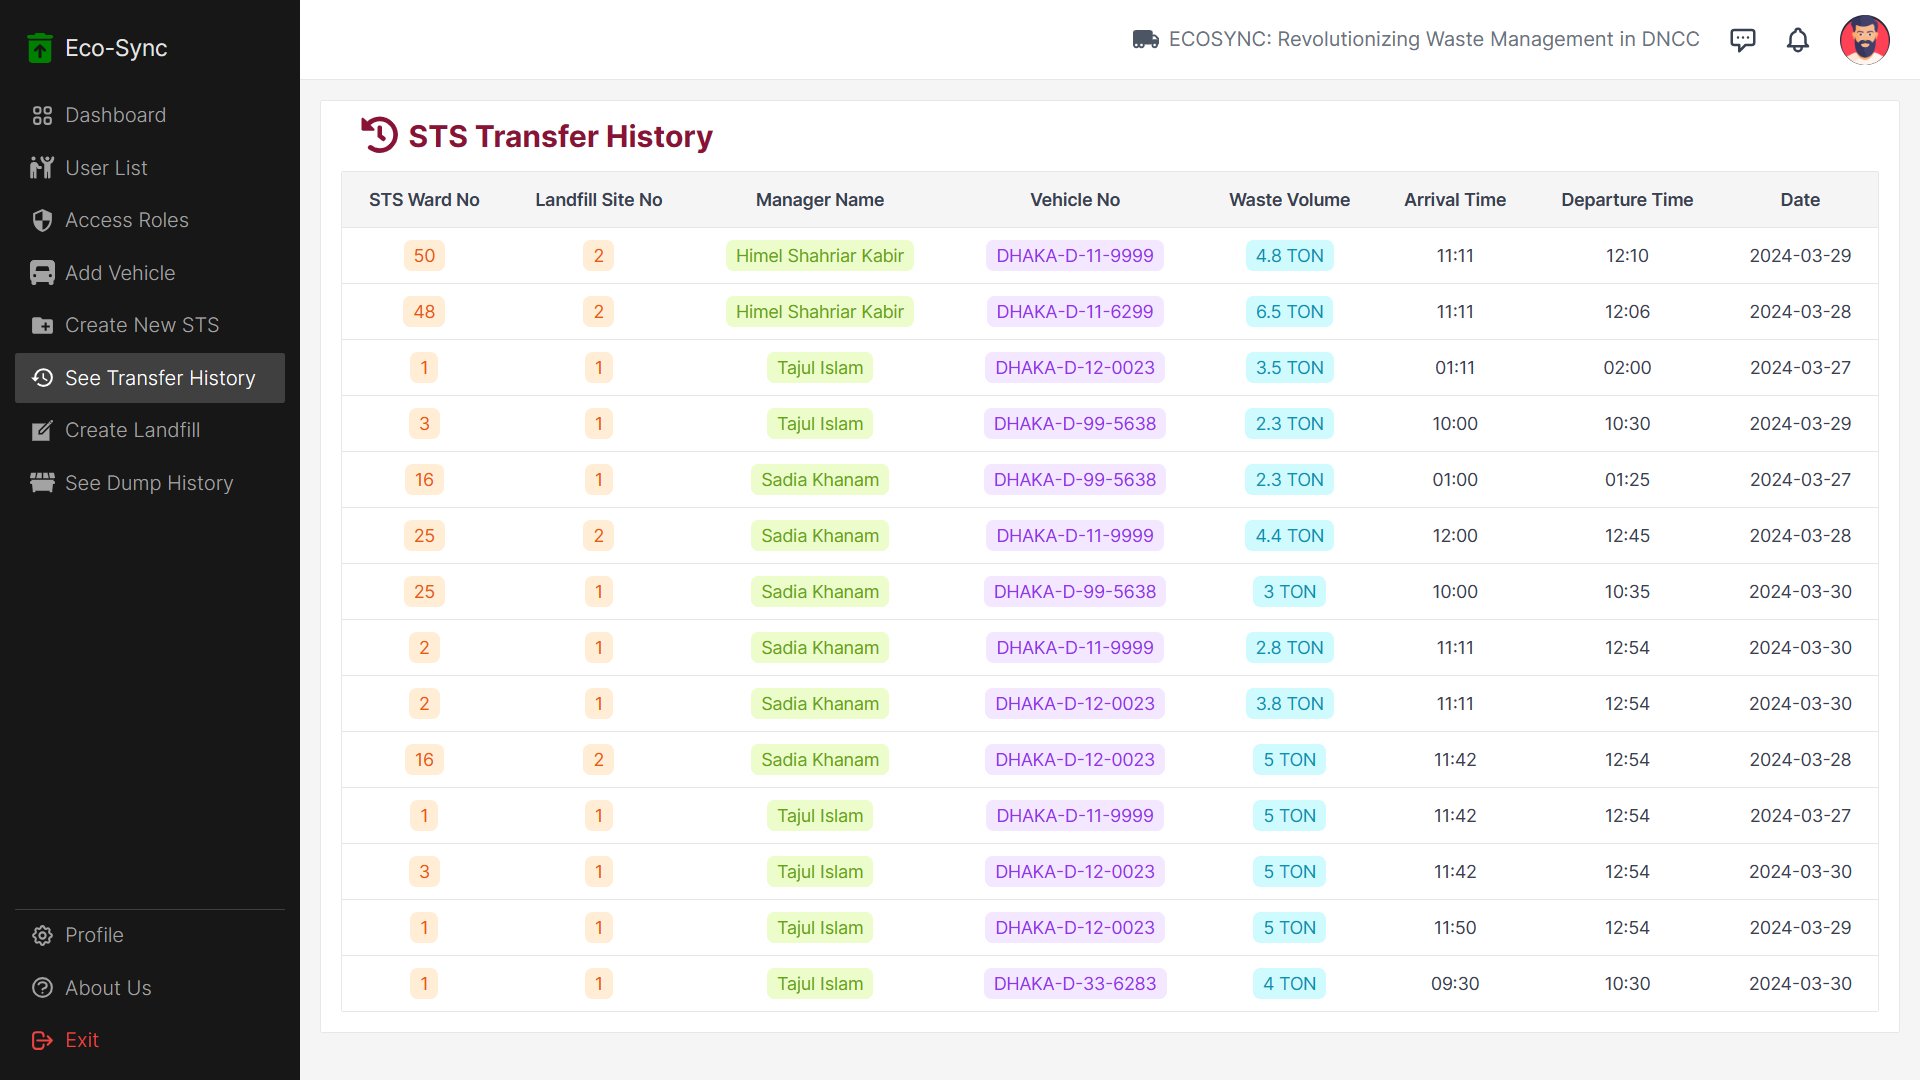 Eco-Sync
Dashboard
User List
Access Roles
Add Vehicle
Create New STS
See Transfer History
Create Landfill
See Dump History
Profile
About Us
Exit
ECOSYNC: Revolutionizing Waste Management in DNCC
STS Transfer History
STS Ward No Landfill Site No Manager Name Vehicle No Waste Volume Arrival Time Departure Time Date
50 2 Himel Shahriar Kabir DHAKA-D-11-9999 4.8 TON 11:11 12:10 2024-03-29
48 2 Himel Shahriar Kabir DHAKA-D-11-6299 6.5 TON 11:11 12:06 2024-03-28
1 1 Tajul Islam DHAKA-D-12-0023 3.5 TON 01:11 02:00 2024-03-27
3 1 Tajul Islam DHAKA-D-99-5638 2.3 TON 10:00 10:30 2024-03-29
16 1 Sadia Khanam DHAKA-D-99-5638 2.3 TON 01:00 01:25 2024-03-27
25 2 Sadia Khanam DHAKA-D-11-9999 4.4 TON 12:00 12:45 2024-03-28
25 1 Sadia Khanam DHAKA-D-99-5638 3 TON 10:00 10:35 2024-03-30
2 1 Sadia Khanam DHAKA-D-11-9999 2.8 TON 11:11 12:54 2024-03-30
2 1 Sadia Khanam DHAKA-D-12-0023 3.8 TON 11:11 12:54 2024-03-30
16 2 Sadia Khanam DHAKA-D-12-0023 5 TON 11:42 12:54 2024-03-28
1 1 Tajul Islam DHAKA-D-11-9999 5 TON 11:42 12:54 2024-03-27
3 1 Tajul Islam DHAKA-D-12-0023 5 TON 11:42 12:54 2024-03-30
1 1 Tajul Islam DHAKA-D-12-0023 5 TON 11:50 12:54 2024-03-29
1 1 Tajul Islam DHAKA-D-33-6283 4 TON 09:30 10:30 2024-03-30